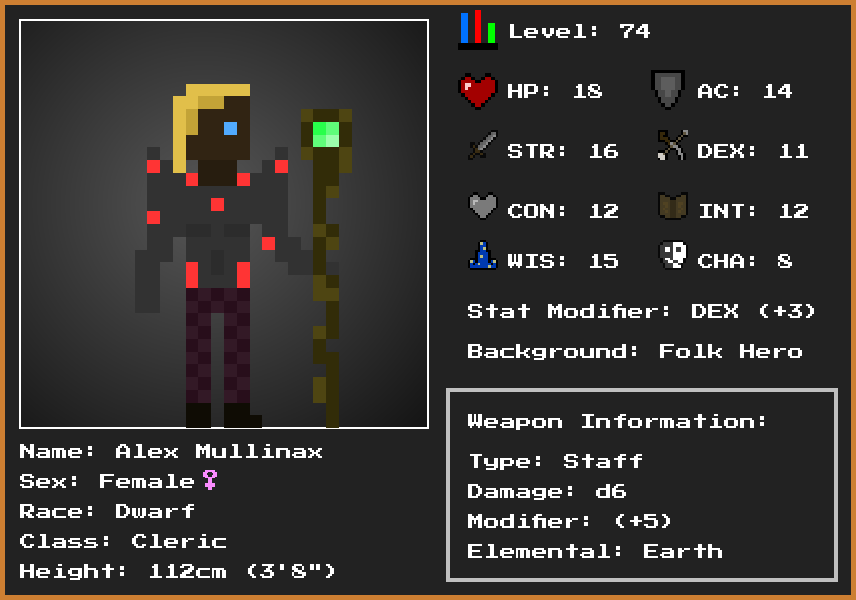 Level: 74
HP: 18
AC: 14
STR: 16
DEX: 11
CON: 12
INT: 12
WIS: 15
CHA: 8
Stat Modifier: DEX (+3)
Background: Folk Hero
Weapon Information:
Type: Staff
Damage: d6
Modifier: (+5)
Elemental: Earth
Name: Alex Mullinax
Sex: Female♀
Race: Dwarf
Class: Cleric
Height: 112cm (3'8")